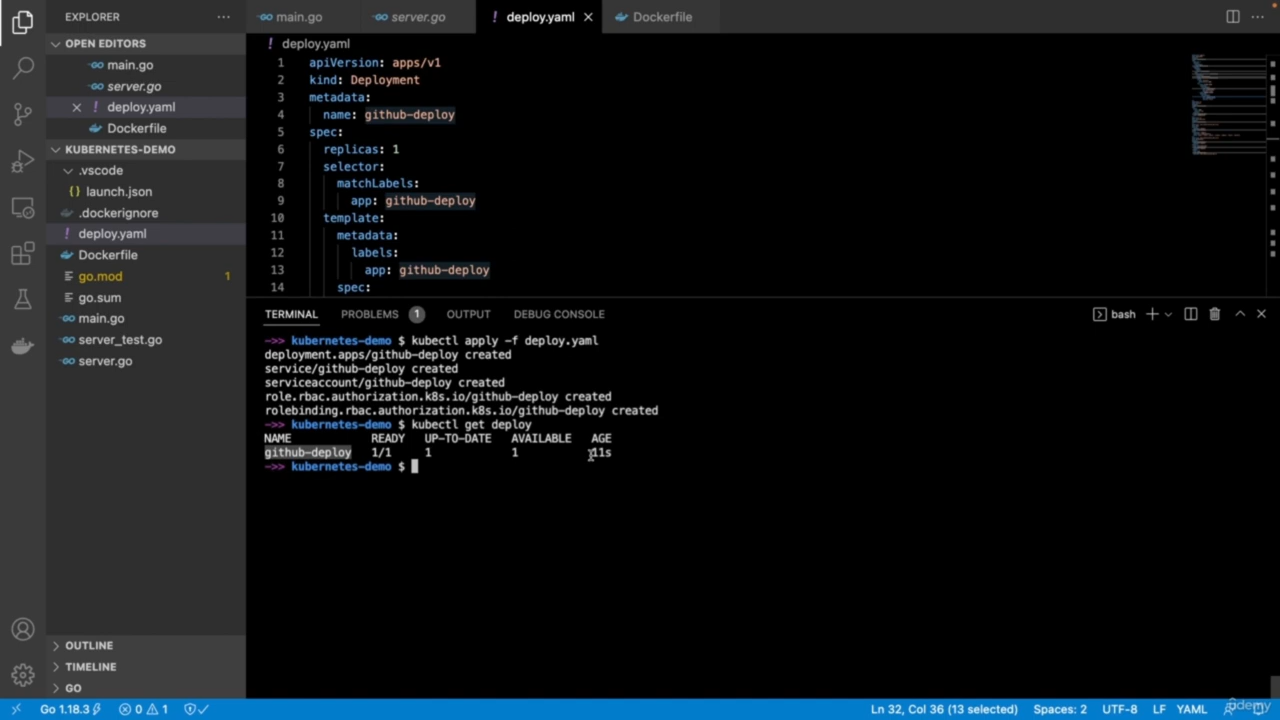 EXPLORER ···
OPEN EDITORS
main.go
server.go
deploy.yaml
Dockerfile
KUBERNETES-DEMO
.vscode
{} launch.json
.dockerignore
! deploy.yaml
Dockerfile
go.mod 1
go.sum
main.go
server_test.go
server.go
OUTLINE
TIMELINE
GO
main.go server.go ! deploy.yaml Dockerfile
! deploy.yaml
1 apiVersion: apps/v1
2 kind: Deployment
3 metadata:
4 name: github-deploy
5 spec:
6 replicas: 1
7 selector:
8 matchLabels:
9 app: github-deploy
10 template:
11 metadata:
12 labels:
13 app: github-deploy
14 spec:
TERMINAL PROBLEMS 1 OUTPUT DEBUG CONSOLE bash
->> kubernetes-demo $ kubectl apply -f deploy.yaml
deployment.apps/github-deploy created
service/github-deploy created
serviceaccount/github-deploy created
role.rbac.authorization.k8s.io/github-deploy created
rolebinding.rbac.authorization.k8s.io/github-deploy created
->> kubernetes-demo $ kubectl get deploy
NAME READY UP-TO-DATE AVAILABLE AGE
github-deploy 1/1 1 1 11s
->> kubernetes-demo $
Go 1.18.3 0 1 Ln 32, Col 36 (13 selected) Spaces: 2 UTF-8 LF YAML
udemy